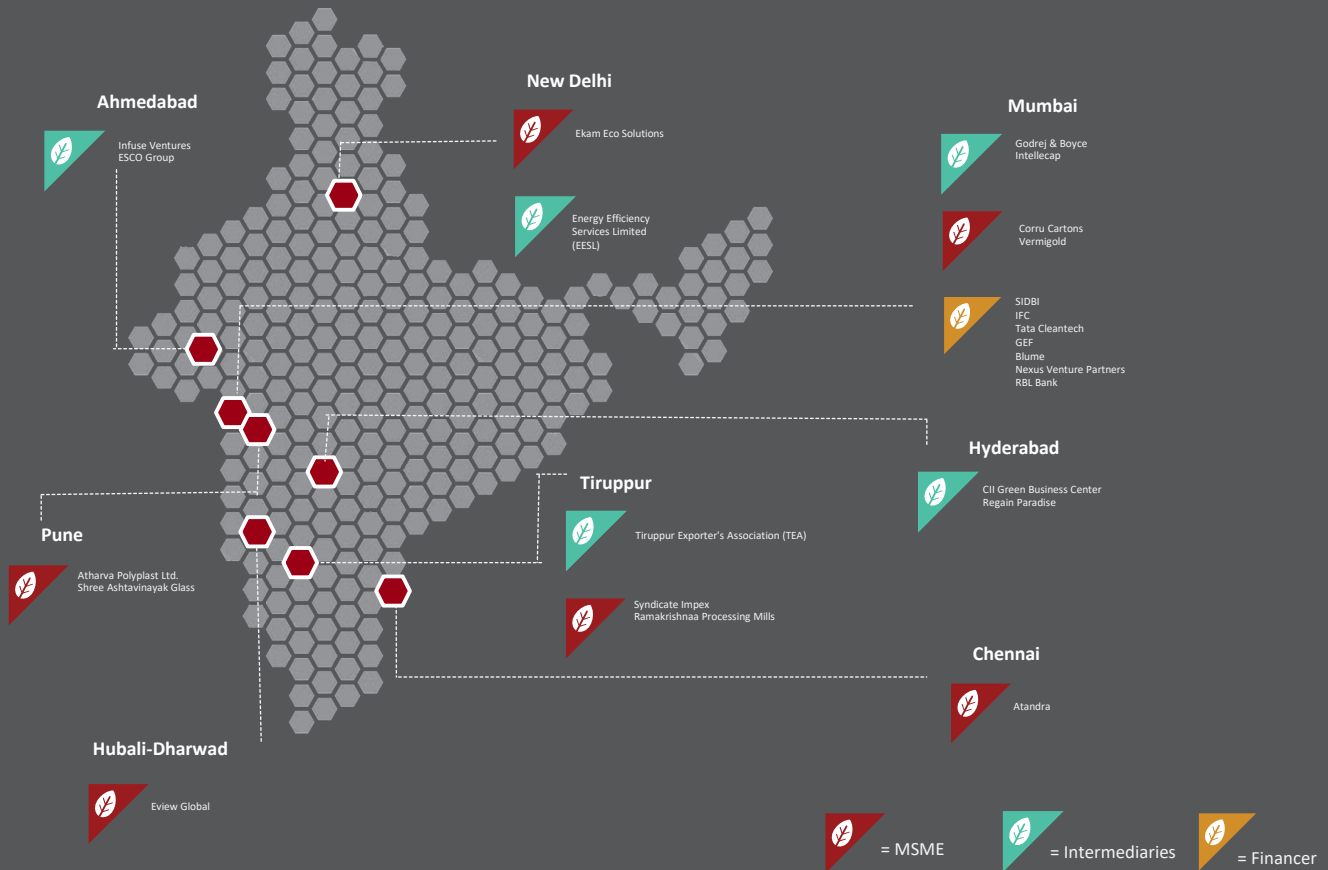 Ahmedabad
Infuse Ventures
ESCO Group
New Delhi
Ekam Eco Solutions
Energy Efficiency
Services Limited
(EESL)
Mumbai
Godrej & Boyce
Intellecap
Corru Cartons
Vermigold
SIDBI
IFC
Tata Cleantech
GEF
Blume
Nexus Venture Partners
RBL Bank
Hyderabad
CII Green Business Center
Regain Paradise
Tiruppur
Tiruppur Exporter's Association (TEA)
Syndicate Impex
Ramakrishnaa Processing Mills
Pune
Atharva Polyplast Ltd.
Shree Ashtavinayak Glass
Chennai
Atandra
Hubali-Dharwad
Eview Global
= MSME
= Intermediaries
= Financer